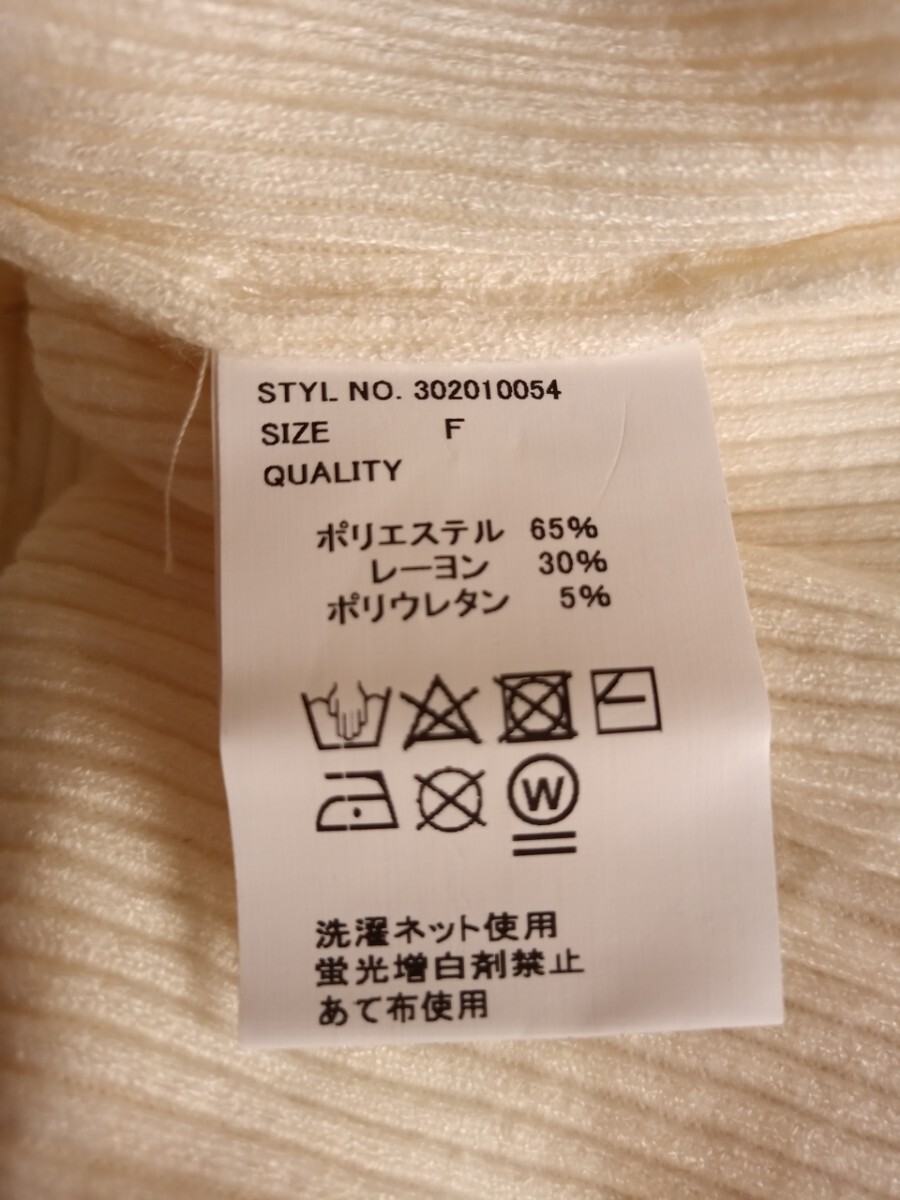 STYL NO. 302010054
SIZE F
QUALITY
ポリエステル 65%
レーヨン 30%
ポリウレタン 5%
W
洗濯ネット使用
蛍光増白剤禁止
あて布使用